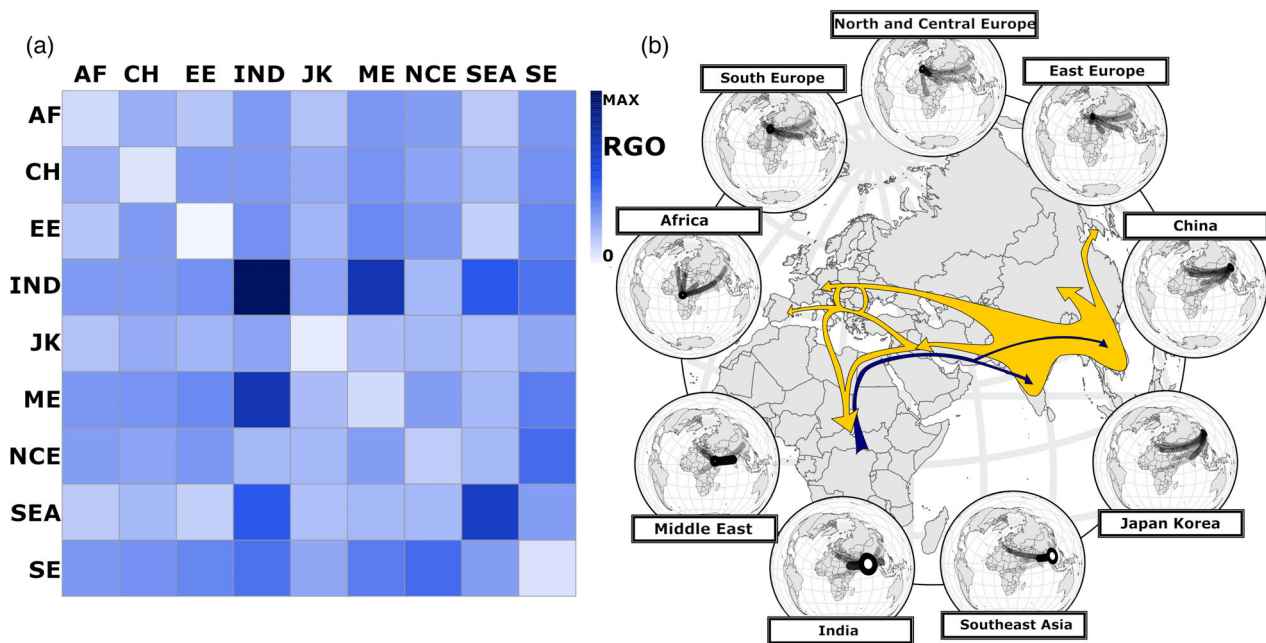 (a)
AF CH EE IND JK ME NCE SEA SE
AF
CH
EE
IND
JK
ME
NCE
SEA
SE
MAX
RGO
0
(b)
North and Central Europe
South Europe
East Europe
Africa
China
Middle East
Japan Korea
India
Southeast Asia